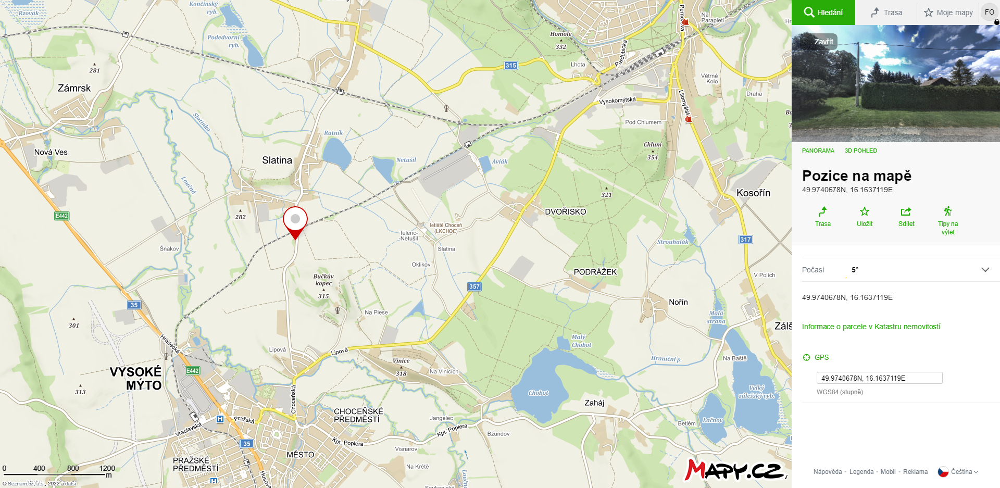 Rzovák
Končinský
ryb.
Podedvorní
ryb.
Homole
332
Lhota
Pardubická
Pernerova
Na
Parapleti
315
281
Zámrsk
Slatinka
Větrné
Kolo
Draha
Litomyšlská
Vysokomýtská
Pod Chlumem
Chlum
354
Rutník
Nová Ves
Slatina
Netušil
Aviák
Loučná
321
Kosořín
282
DVOŘISKO
E442
letiště Choceň
(LKCHOC)
Telenc-
-Netušil
Slatina
Strouhalák
317
Šnakov
Oklikov
PODRÁŽEK
V Polích
Bučkův
kopec
315
357
35
Nořín
Na Plese
Malá
strana
301
Hradecká
Lipová
Lipová
Malý
Chobot
Hraniční p.
Na Baště
Vinice
318
Na Vinicích
VYSOKÉ
MÝTO
E442
313
Choceňská
Chobot
Velký
zálešský ryb.
Zaháj
CHOCEŇSKÉ
PŘEDMĚSTÍ
Jangelec
Betlém
Lačnov
Pražská
Vraclavská
Kpt. Poplera
Bžundov
Kpt. Poplera
35
Visnarov
MĚSTO
PRAŽSKÉ
PŘEDMĚSTÍ
Na Krétě
Husova
Loučná
0 400 800 1200
m
© Seznam.cz, a.s., 2022 a další
MAPY.CZ
Hledání
Trasa
Moje mapy
FO
Zavřít
PANORAMA
3D POHLED
Pozice na mapě
49.9740678N, 16.1637119E
Trasa
Uložit
Sdílet
Tipy na
výlet
Počasí
5°
49.9740678N, 16.1637119E
Informace o parcele v Katastru nemovitostí
GPS
49.9740678N, 16.1637119E
WGS84 (stupně)
Nápověda • Legenda • Mobil • Reklama
Čeština